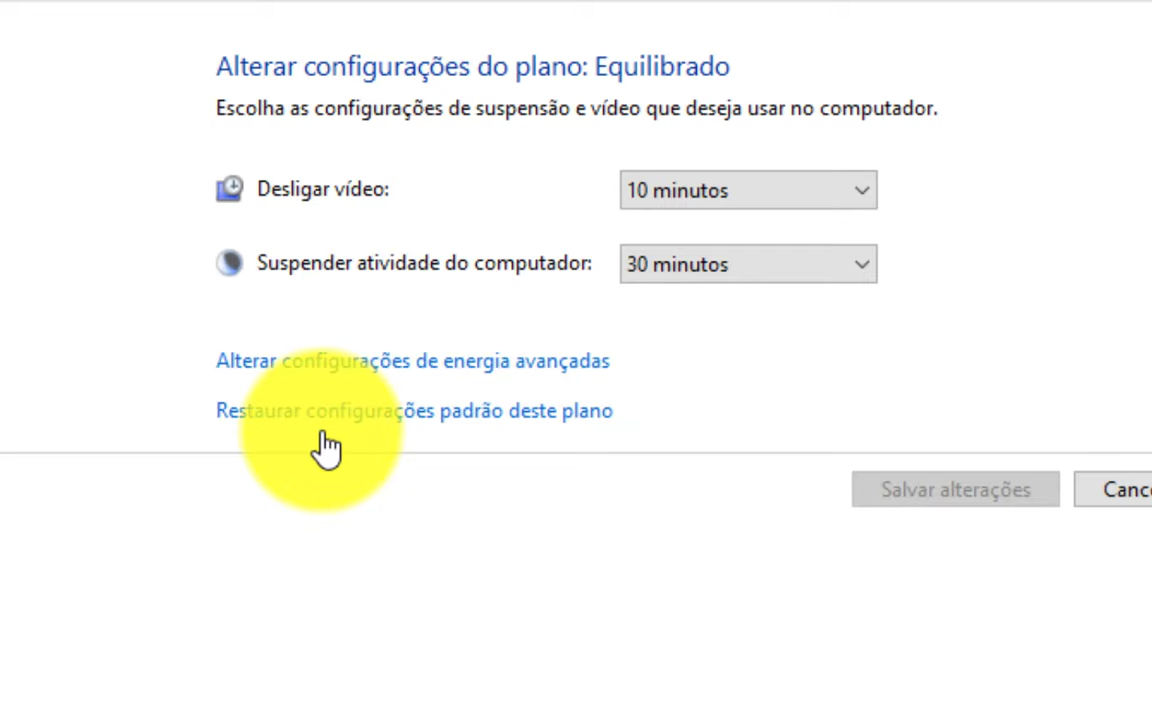 Alterar configurações do plano: Equilibrado
Escolha as configurações de suspensão e vídeo que deseja usar no computador.
Desligar vídeo: 10 minutos
Suspender atividade do computador: 30 minutos
Alterar configurações de energia avançadas
Restaurar configurações padrão deste plano
Salvar alterações Canc